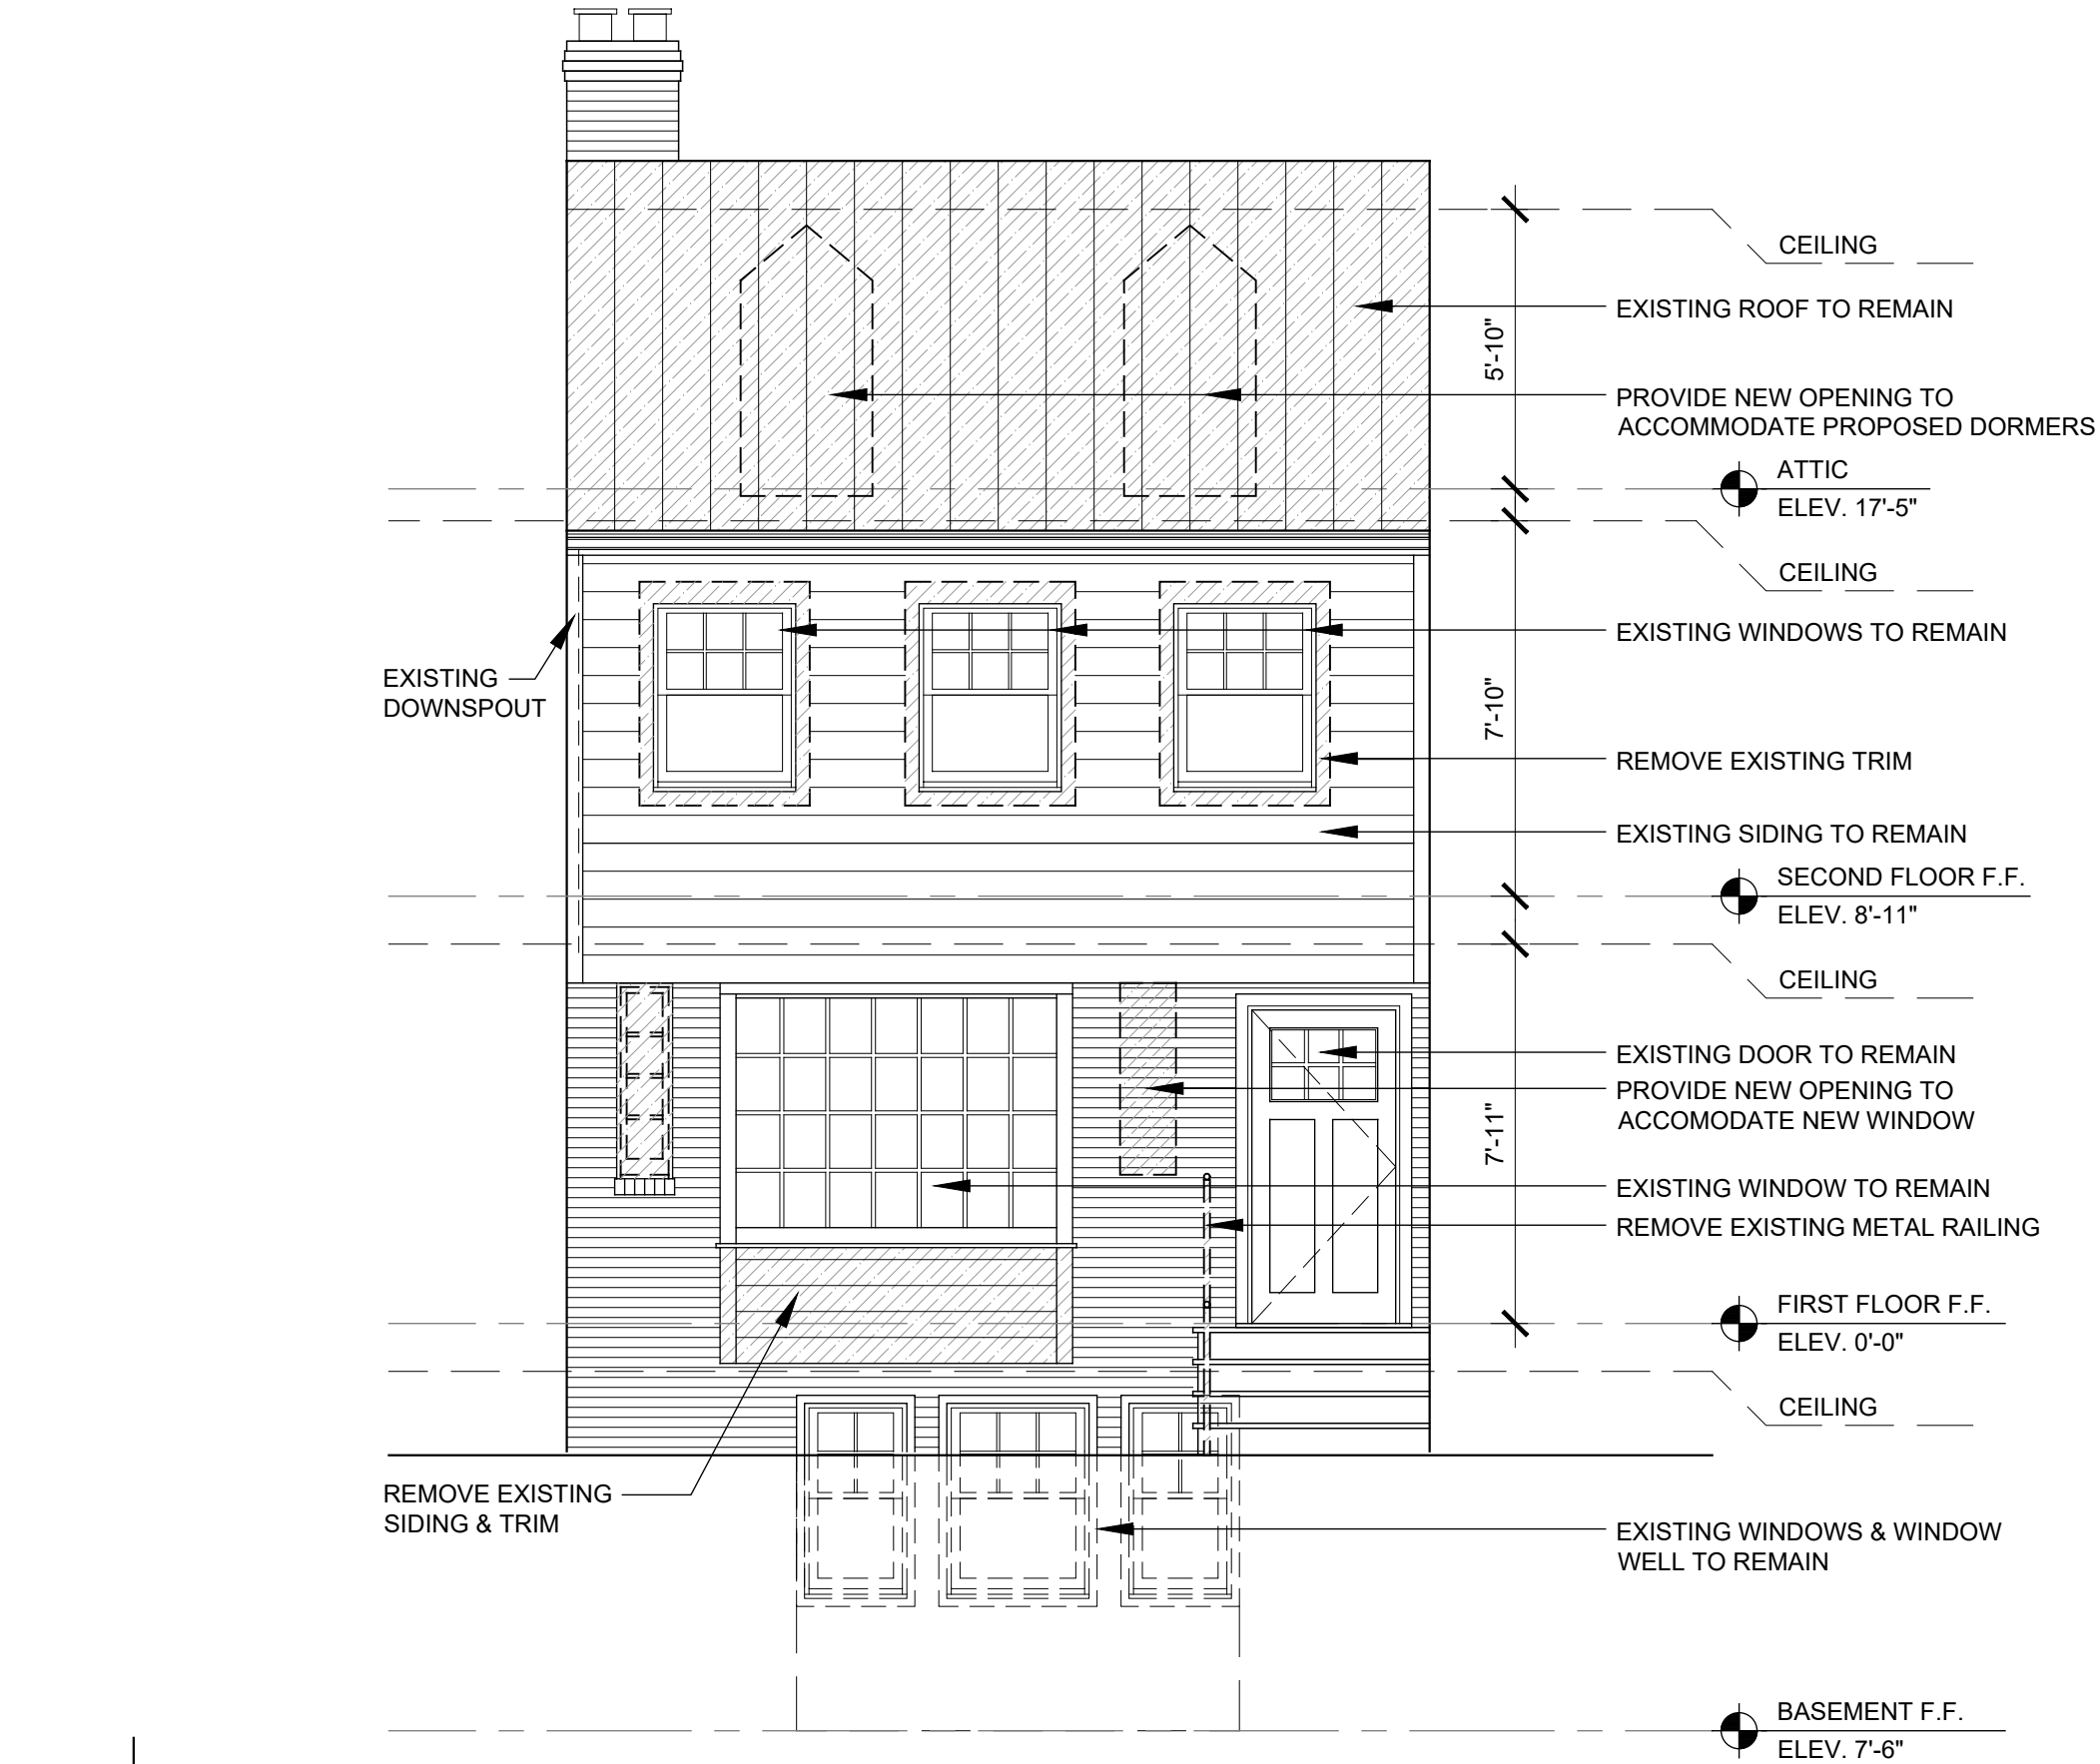 CEILING
EXISTING ROOF TO REMAIN
5'-10"
PROVIDE NEW OPENING TO
ACCOMMODATE PROPOSED DORMERS
ATTIC
ELEV. 17'-5"
CEILING
EXISTING WINDOWS TO REMAIN
EXISTING
DOWNSPOUT
7'-10"
REMOVE EXISTING TRIM
EXISTING SIDING TO REMAIN
SECOND FLOOR F.F.
ELEV. 8'-11"
CEILING
EXISTING DOOR TO REMAIN
PROVIDE NEW OPENING TO
ACCOMODATE NEW WINDOW
7'-11"
EXISTING WINDOW TO REMAIN
REMOVE EXISTING METAL RAILING
FIRST FLOOR F.F.
ELEV. 0'-0"
CEILING
REMOVE EXISTING
SIDING & TRIM
EXISTING WINDOWS & WINDOW
WELL TO REMAIN
BASEMENT F.F.
ELEV. 7'-6"